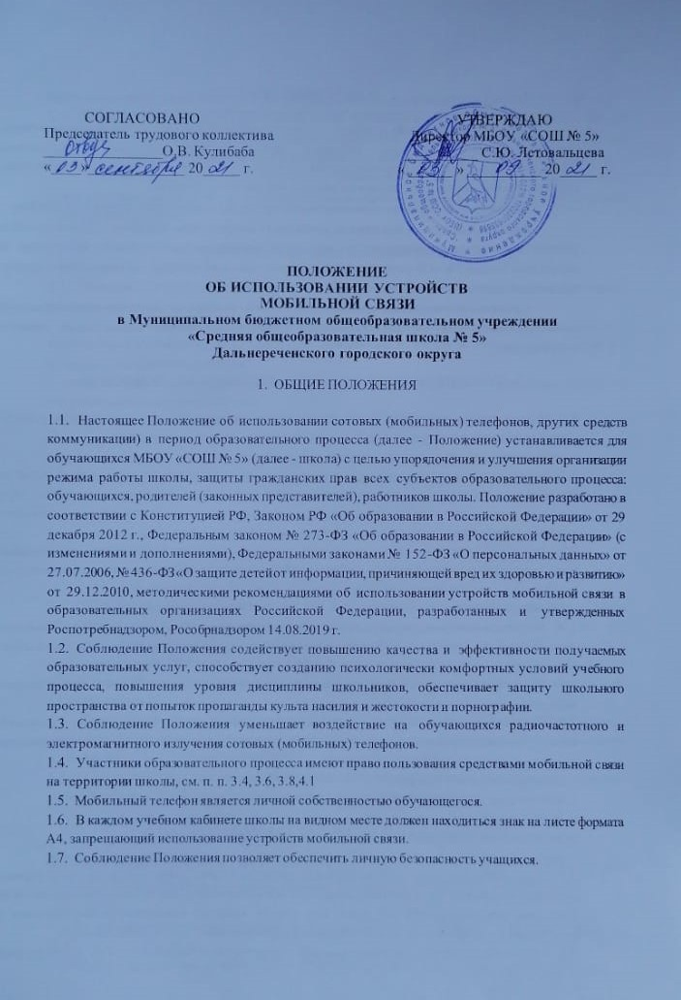 СОГЛАСОВАНО
Председатель трудового коллектива
О.В. Кулибаба
«03» сентября 2021 г.
УТВЕРЖДАЮ
Директор МБОУ «СОШ № 5»
С.Ю. Летовальцева
«03» 09 2021 г.
ПОЛОЖЕНИЕ
ОБ ИСПОЛЬЗОВАНИИ УСТРОЙСТВ
МОБИЛЬНОЙ СВЯЗИ
в Муниципальном бюджетном общеобразовательном учреждении
«Средняя общеобразовательная школа № 5»
Дальнереченского городского округа
1. ОБЩИЕ ПОЛОЖЕНИЯ
1.1. Настоящее Положение об использовании сотовых (мобильных) телефонов, других средств
коммуникации) в период образовательного процесса (далее - Положение) устанавливается для
обучающихся МБОУ «СОШ № 5» (далее - школа) с целью упорядочения и улучшения организации
режима работы школы, защиты гражданских прав всех субъектов образовательного процесса:
обучающихся, родителей (законных представителей), работников школы. Положение разработано в
соответствии с Конституцией РФ, Законом РФ «Об образовании в Российской Федерации» от 29
декабря 2012 г., Федеральным законом № 273-ФЗ «Об образовании в Российской Федерации» (с
изменениями и дополнениями), Федеральными законами № 152-ФЗ «О персональных данных» от
27.07.2006, № 436-ФЗ «О защите детей от информации, причиняющей вред их здоровью и развитию»
от 29.12.2010, методическими рекомендациями об использовании устройств мобильной связи в
образовательных организациях Российской Федерации, разработанных и утвержденных
Роспотребнадзором, Рособрнадзором 14.08.2019 г.
1.2. Соблюдение Положения содействует повышению качества и эффективности получаемых
образовательных услуг, способствует созданию психологически комфортных условий учебного
процесса, повышения уровня дисциплины школьников, обеспечивает защиту школьного
пространства от попыток пропаганды культа насилия и жестокости и порнографии.
1.3. Соблюдение Положения уменьшает воздействие на обучающихся радиочастотного и
электромагнитного излучения сотовых (мобильных) телефонов.
1.4. Участники образовательного процесса имеют право пользования средствами мобильной связи
на территории школы, см. п. п. 3.4, 3.6, 3.8,4.1
1.5. Мобильный телефон является личной собственностью обучающегося.
1.6. В каждом учебном кабинете школы на видном месте должен находиться знак на листе формата
А4, запрещающий использование устройств мобильной связи.
1.7. Соблюдение Положения позволяет обеспечить личную безопасность учащихся.